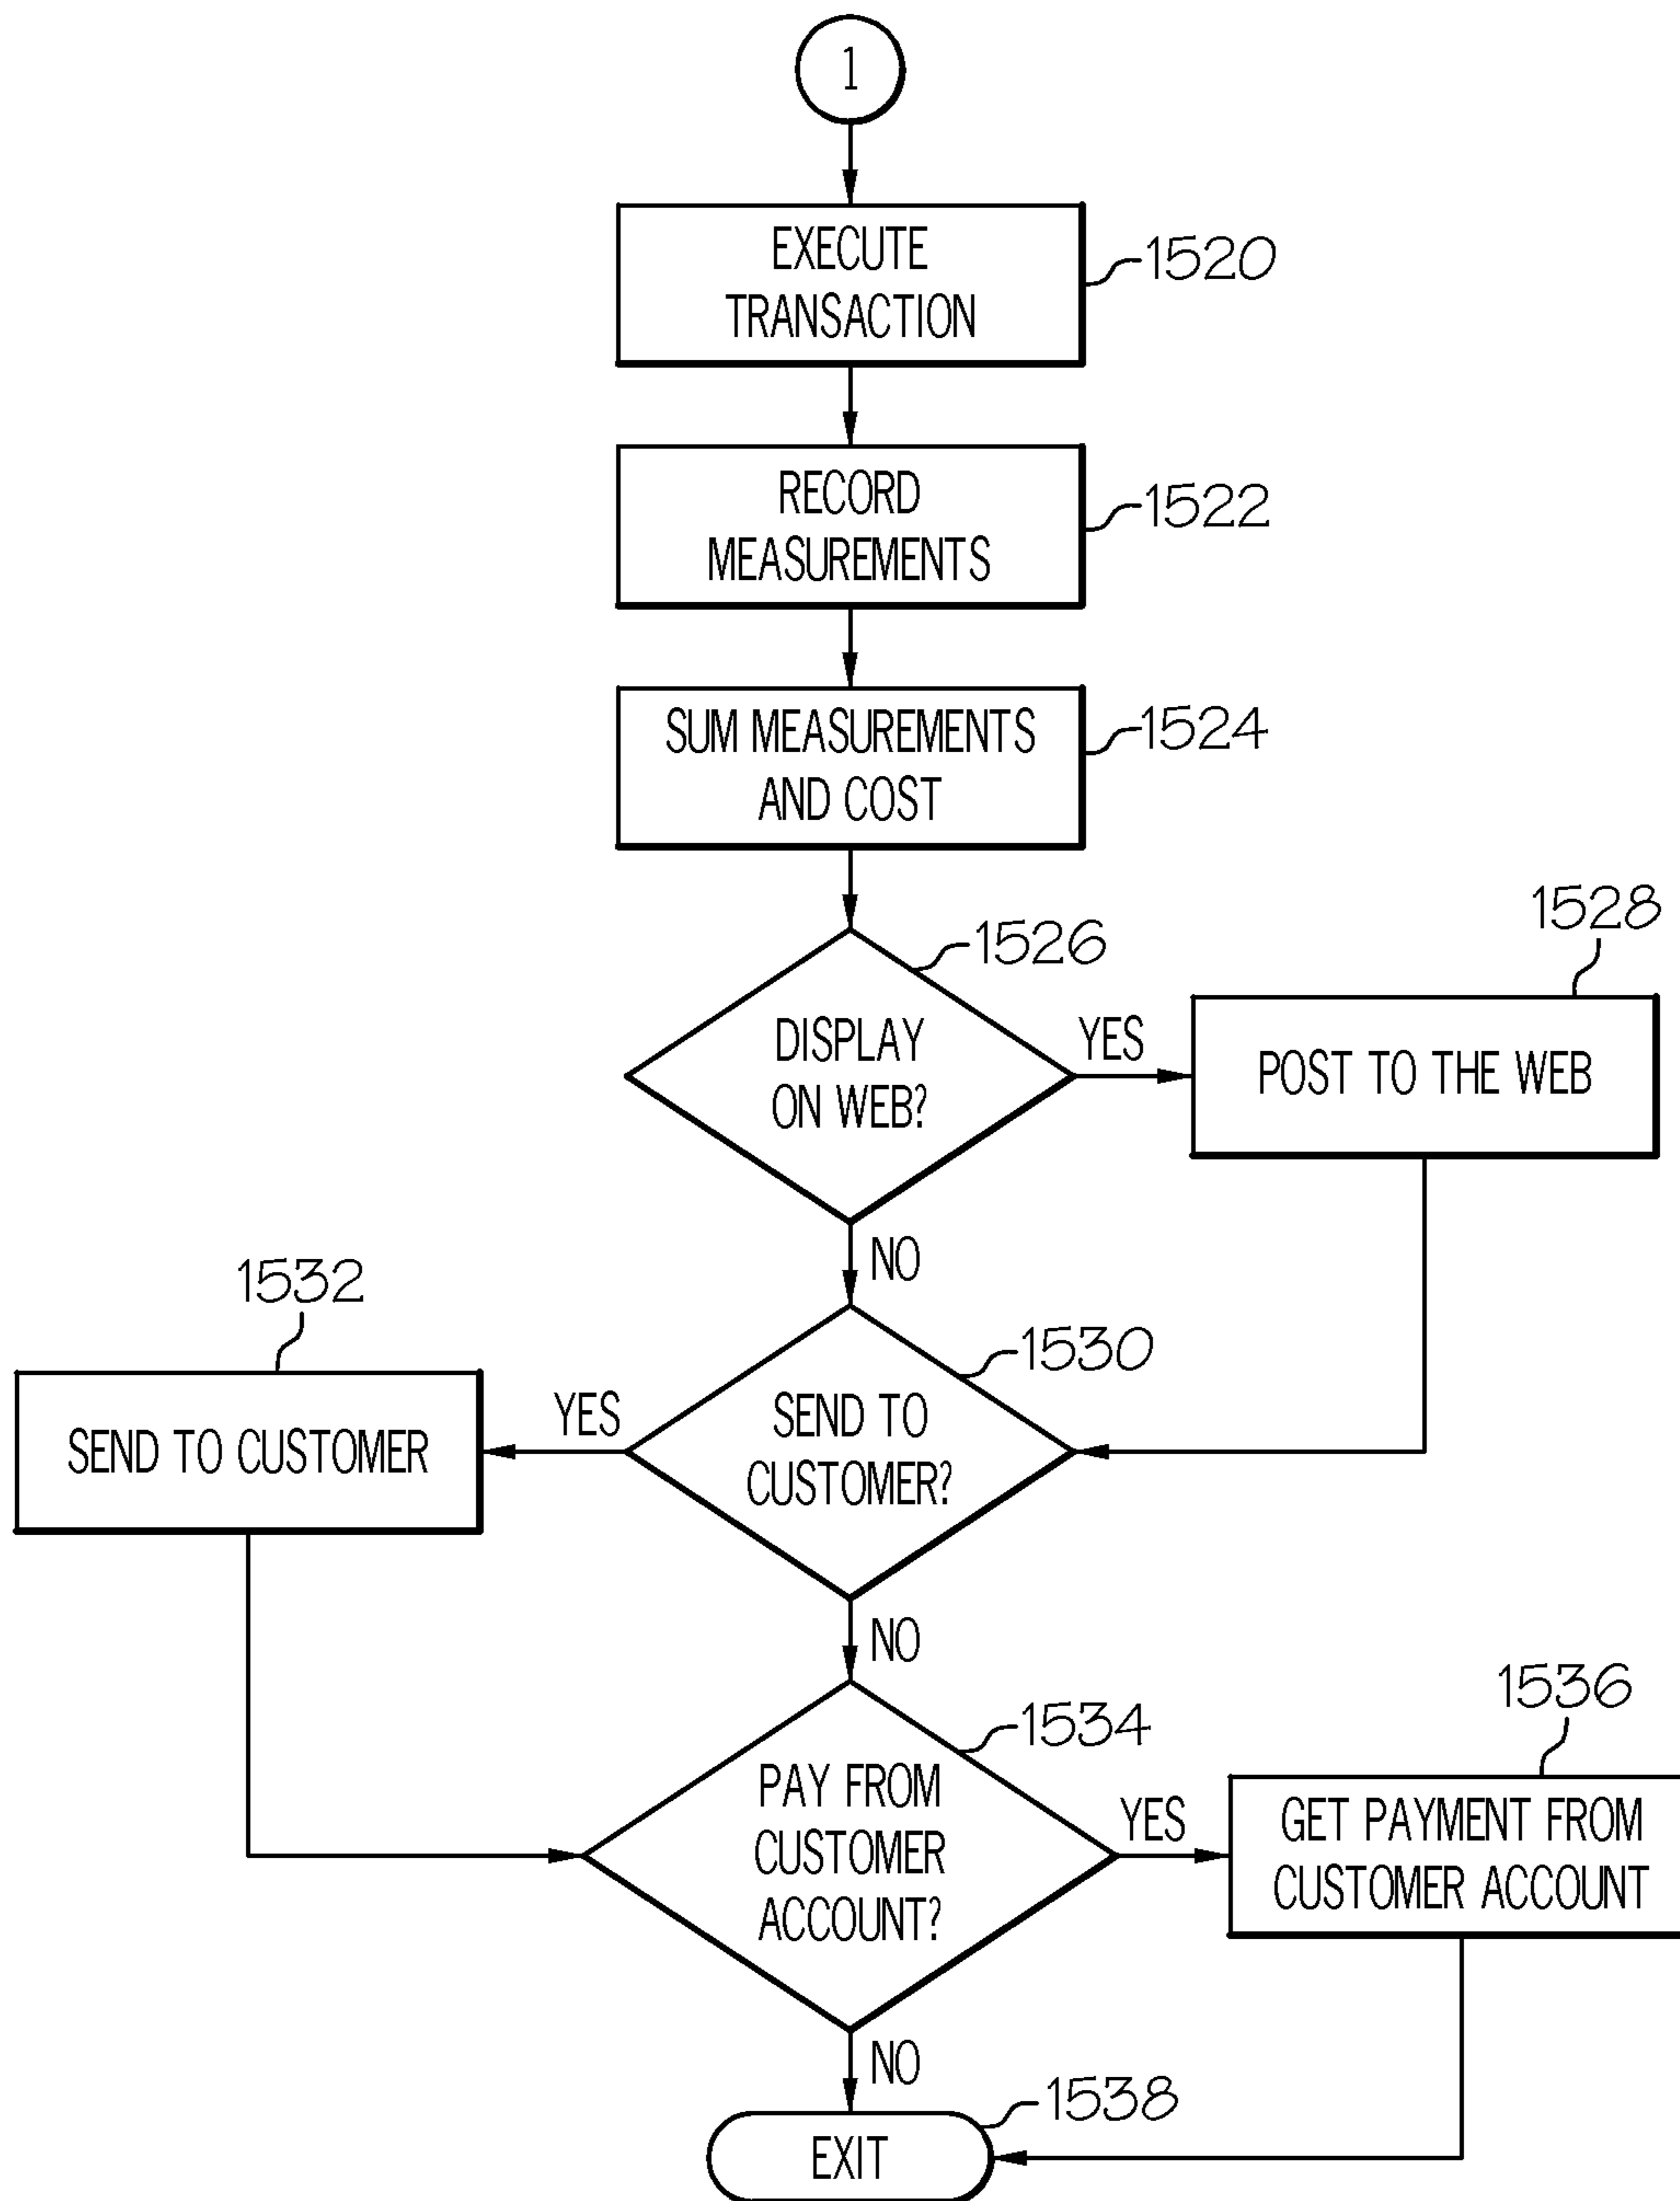 1
EXECUTE
TRANSACTION
1520
RECORD
MEASUREMENTS
1522
SUM MEASUREMENTS
AND COST
1524
1526
DISPLAY
ON WEB?
YES
1528
POST TO THE WEB
NO
1530
SEND TO
CUSTOMER?
YES
1532
SEND TO CUSTOMER
NO
1534
PAY FROM
CUSTOMER
ACCOUNT?
YES
1536
GET PAYMENT FROM
CUSTOMER ACCOUNT
NO
1538
EXIT